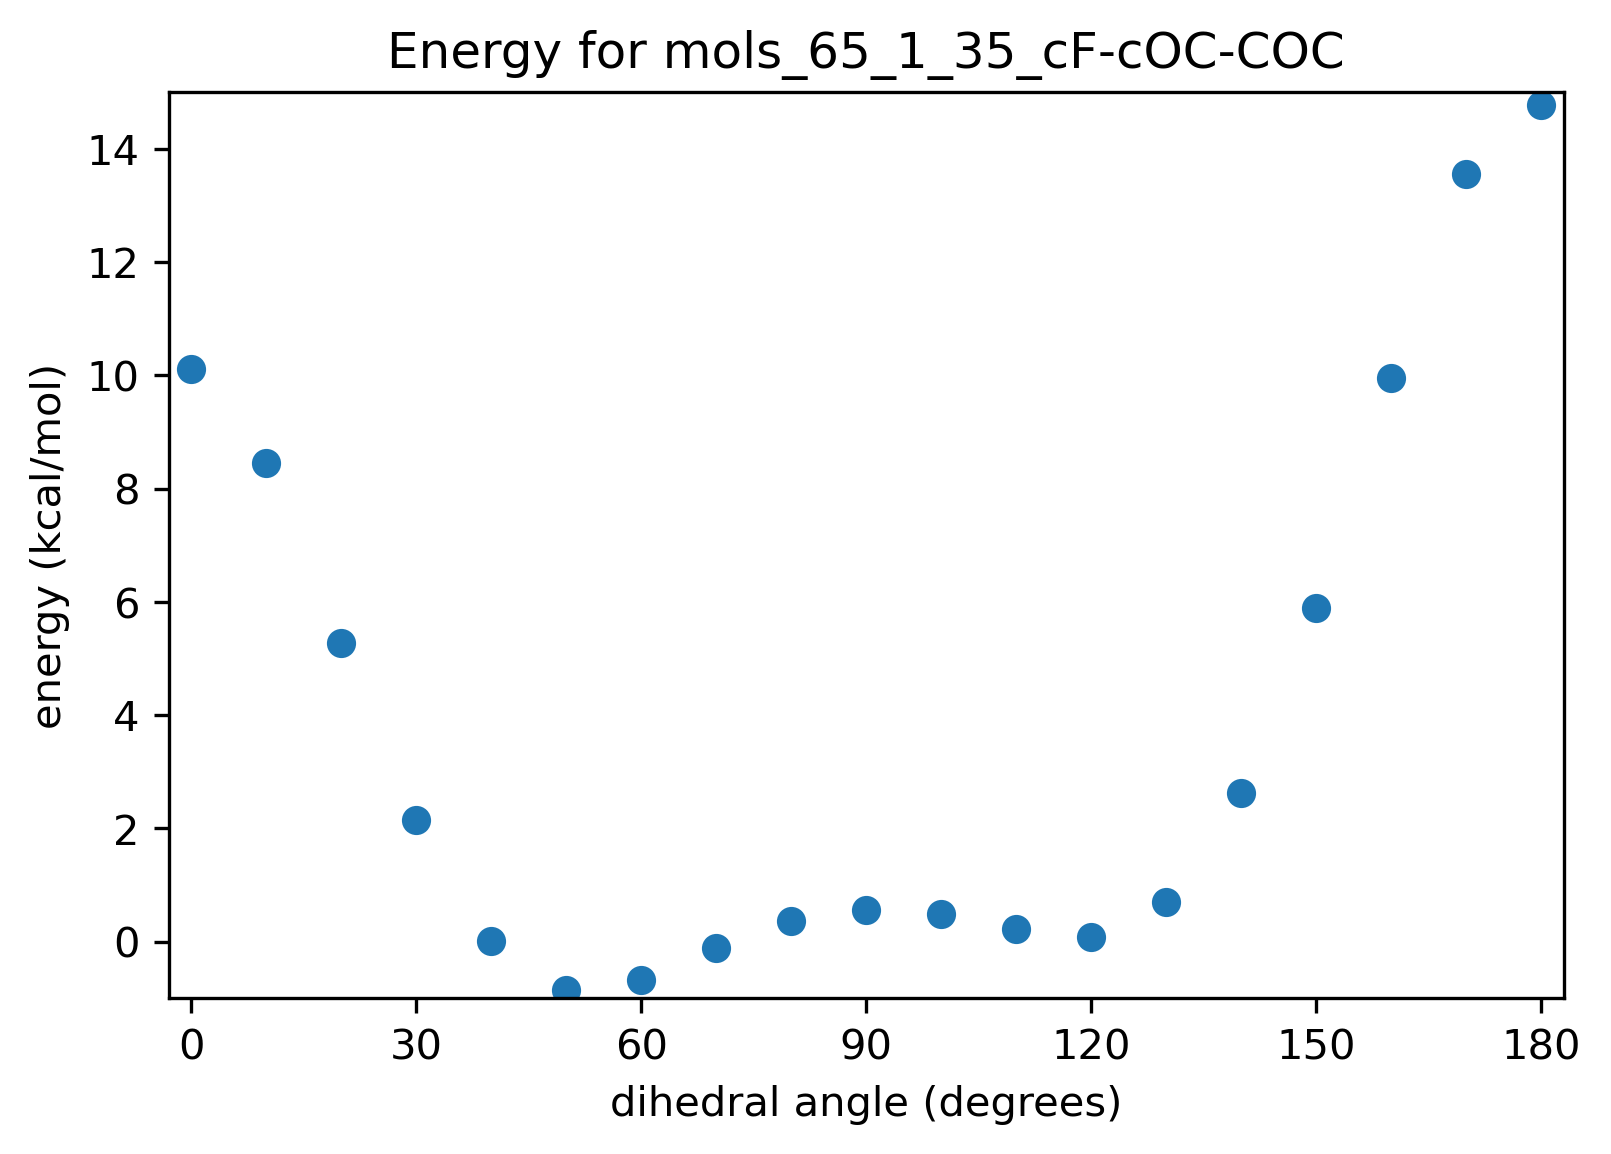 Energy for mols_65_1_35_cF-cOC-COC
14
12
10
8
6
4
2
0
energy (kcal/mol)
0 30 60 90 120 150 180
dihedral angle (degrees)